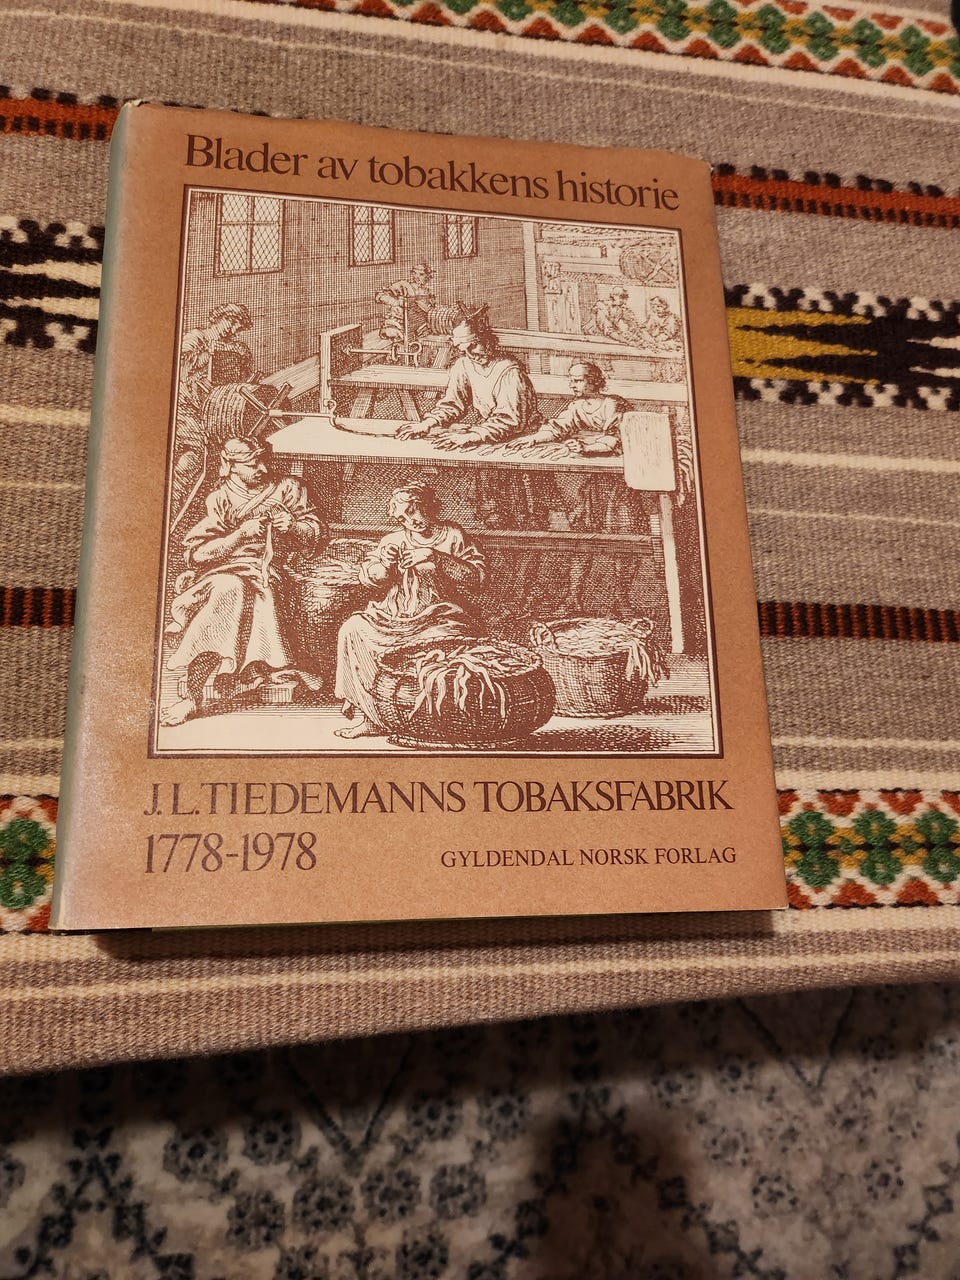 Blader av tobakkens historie
J.L.TIEDEMANNS TOBAKSFABRIK
1778-1978
GYLDENDAL NORSK FORLAG